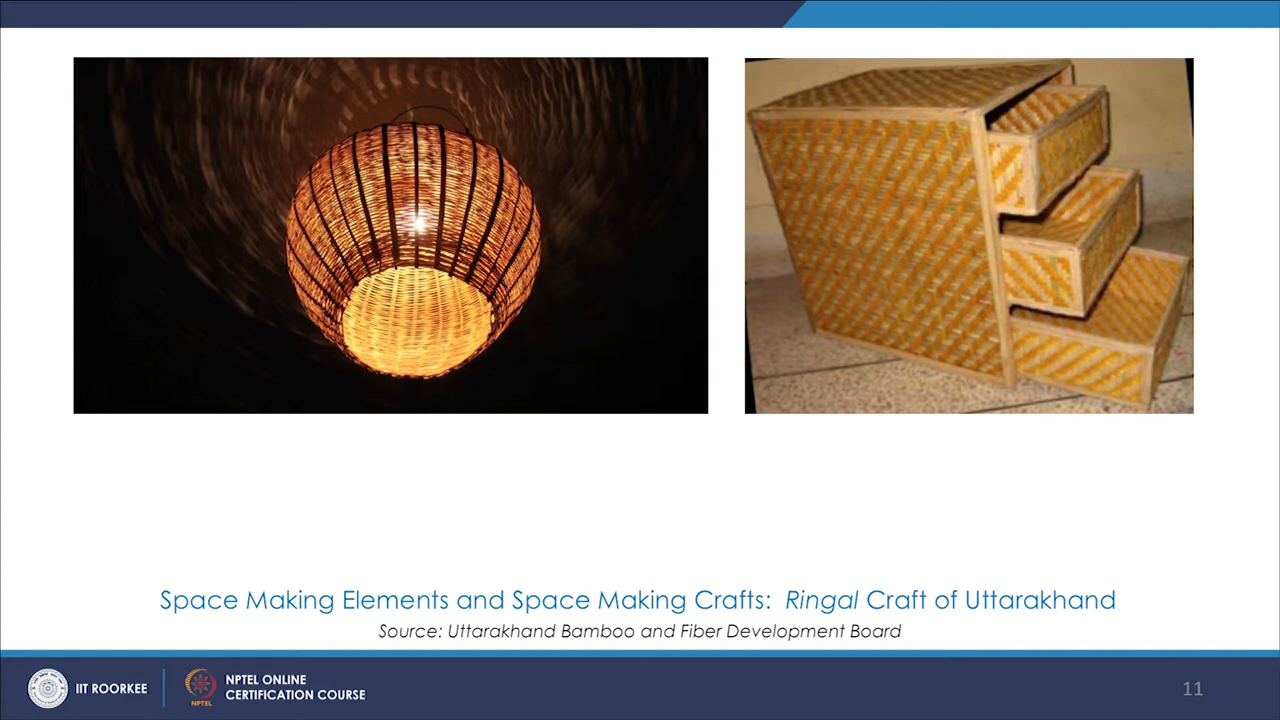 Space Making Elements and Space Making Crafts: Ringal Craft of Uttarakhand
Source: Uttarakhand Bamboo and Fiber Development Board
IIT ROORKEE
NPTEL
NPTEL ONLINE
CERTIFICATION COURSE
11